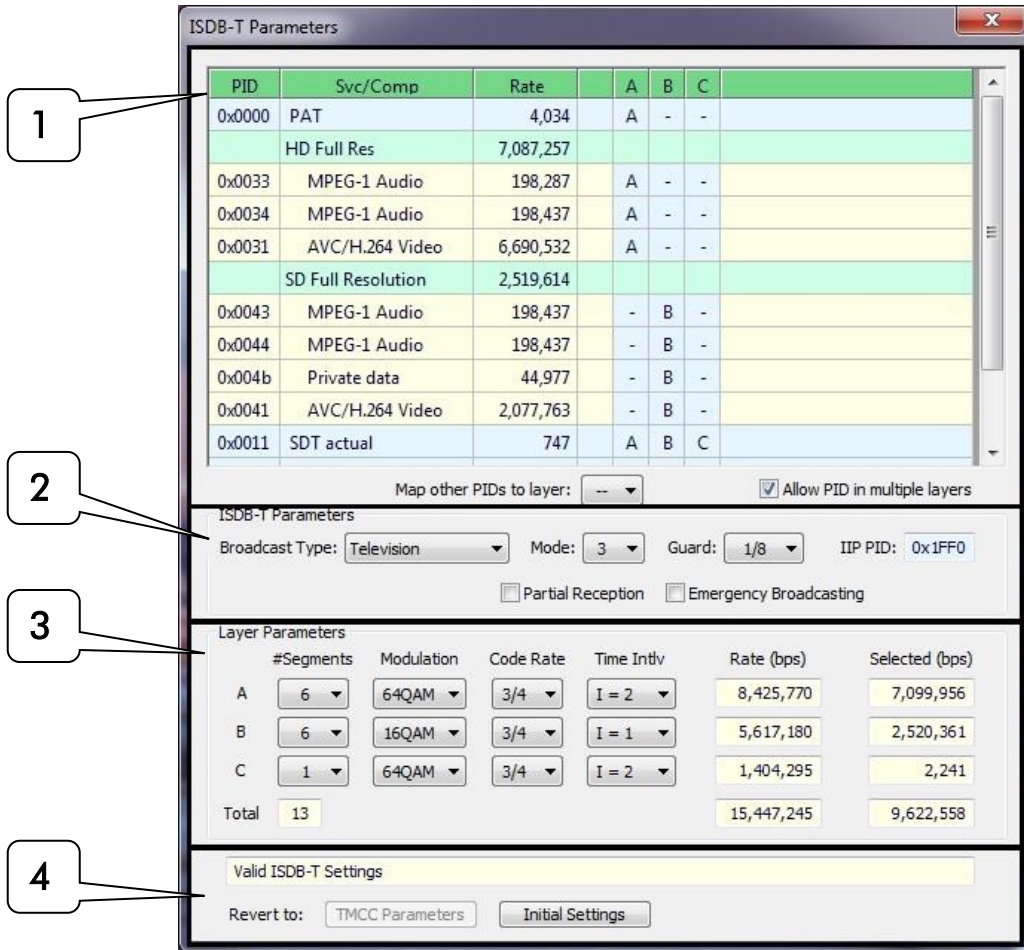 ISDB-T Parameters
x
PID Svc/Comp Rate A B C
0x0000 PAT 4,034 A - -
HD Full Res 7,087,257
0x0033 MPEG-1 Audio 198,287 A - -
0x0034 MPEG-1 Audio 198,437 A - -
0x0031 AVC/H.264 Video 6,690,532 A - -
SD Full Resolution 2,519,614
0x0043 MPEG-1 Audio 198,437 - B -
0x0044 MPEG-1 Audio 198,437 - B -
0x004b Private data 44,977 - B -
0x0041 AVC/H.264 Video 2,077,763 - B -
0x0011 SDT actual 747 A B C
1
Map other PIDs to layer: -- Allow PID in multiple layers
2
ISDB-T Parameters
Broadcast Type: Television Mode: 3 Guard: 1/8 IIP PID: 0x1FF0
Partial Reception Emergency Broadcasting
3
Layer Parameters
#Segments Modulation Code Rate Time Intlv Rate (bps) Selected (bps)
A 6 64QAM 3/4 I = 2 8,425,770 7,099,956
B 6 16QAM 3/4 I = 1 5,617,180 2,520,361
C 1 64QAM 3/4 I = 2 1,404,295 2,241
Total 13 15,447,245 9,622,558
4
Valid ISDB-T Settings
Revert to: TMCC Parameters Initial Settings